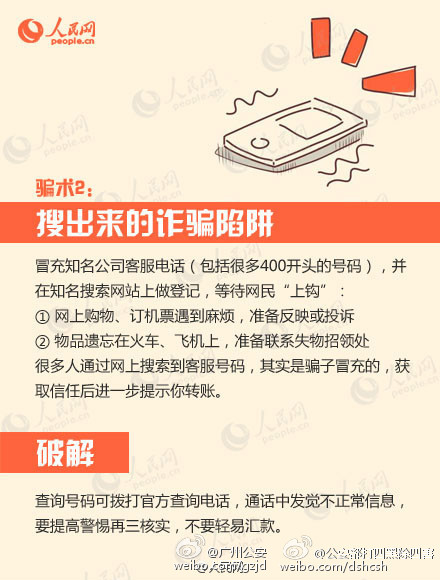 人民网
people.cn
骗术2：
搜出来的诈骗陷阱
冒充知名公司客服电话（包括很多400开头的号码），并
在知名搜索网站上做登记，等待网民“上钩”：
① 网上购物、订机票遇到麻烦，准备反映或投诉
② 物品遗忘在火车、飞机上，准备联系失物招领处
很多人通过网上搜索到客服号码，其实是骗子冒充的，获
取信任后进一步提示你转账。
破解
查询号码可拨打官方查询电话，通话中发觉不正常信息，
要提高警惕再三核实，不要轻易汇款。
@广州公安
weibo.com/gzjd
weibo.com/dshcsh
@人民网